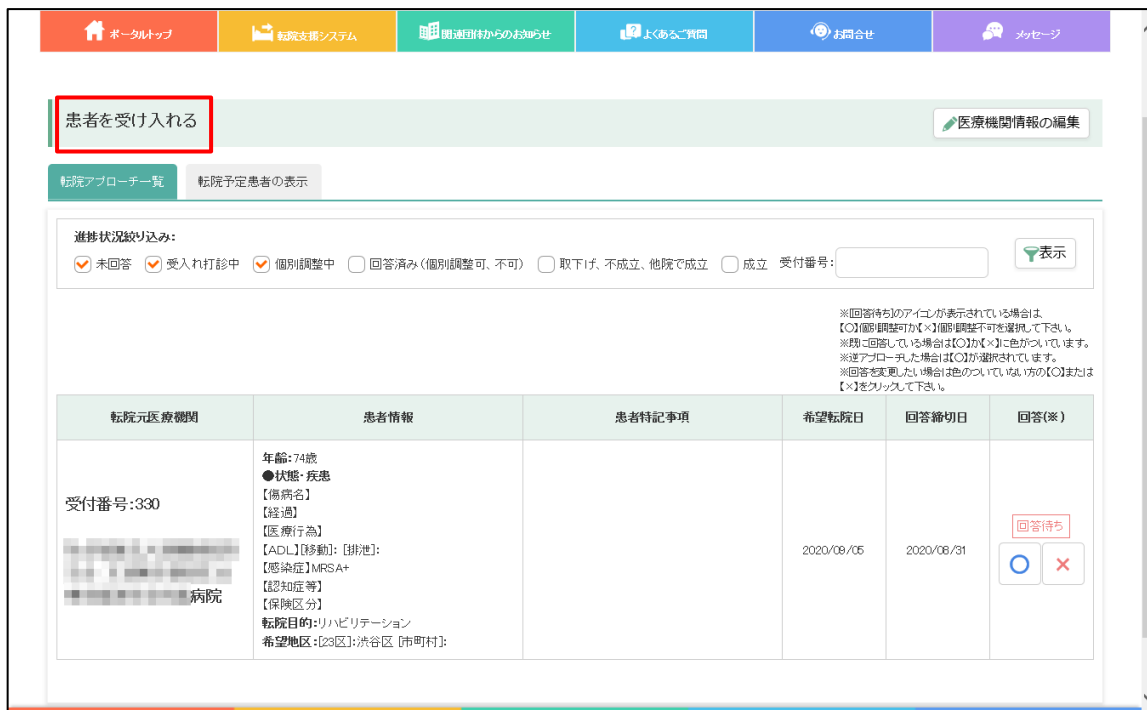 ポータルトップ
転院支援システム
関連団体からのお知らせ
よくあるご質問
お問合せ
メッセージ
患者を受け入れる
医療機関情報の編集
転院アプローチ一覧
転院予定患者の表示
進捗状況絞り込み:
未回答 受入れ打診中 個別調整中 回答済み(個別調整可、不可) 取下げ、不成立、他院で成立 成立 受付番号:
表示
※[回答待ち]のアイコンが表示されている場合は、
【○】個別調整可か【×】個別調整不可を選択して下さい。
※既に回答している場合は【○】か【×】に色がついています。
※逆アプローチした場合は【○】が選択されています。
※回答を変更したい場合は色のついていない方の【○】または
【×】をクリックして下さい。
転院元医療機関 患者情報 患者特記事項 希望転院日 回答締切日 回答(※)
受付番号:330
病院
年齢:74歳
●状態・疾患
【傷病名】
【経過】
【医療行為】
【ADL】[移動]: [排泄]:
【感染症】MRSA+
【認知症等】
【保険区分】
転院目的:リハビリテーション
希望地区:[23区]:渋谷区 [市町村]:
2020/09/05
2020/08/31
回答待ち